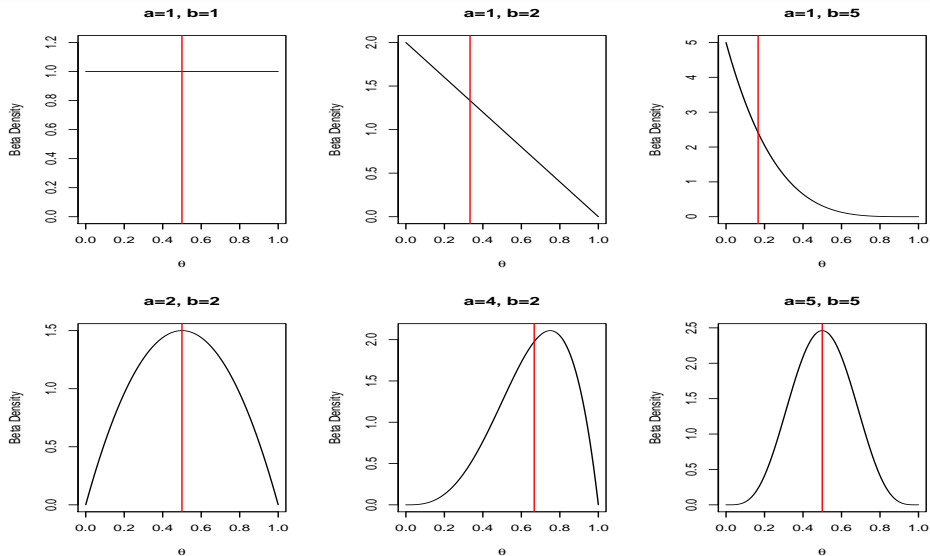 a=1, b=1
Beta Density
0.0 0.2 0.4 0.6 0.8 1.0 1.2
0.0 0.2 0.4 0.6 0.8 1.0
θ
a=1, b=2
Beta Density
0.0 0.5 1.0 1.5 2.0
0.0 0.2 0.4 0.6 0.8 1.0
θ
a=1, b=5
Beta Density
0 1 2 3 4 5
0.0 0.2 0.4 0.6 0.8 1.0
θ
a=2, b=2
Beta Density
0.0 0.5 1.0 1.5
0.0 0.2 0.4 0.6 0.8 1.0
θ
a=4, b=2
Beta Density
0.0 0.5 1.0 1.5 2.0
0.0 0.2 0.4 0.6 0.8 1.0
θ
a=5, b=5
Beta Density
0.0 0.5 1.0 1.5 2.0 2.5
0.0 0.2 0.4 0.6 0.8 1.0
θ